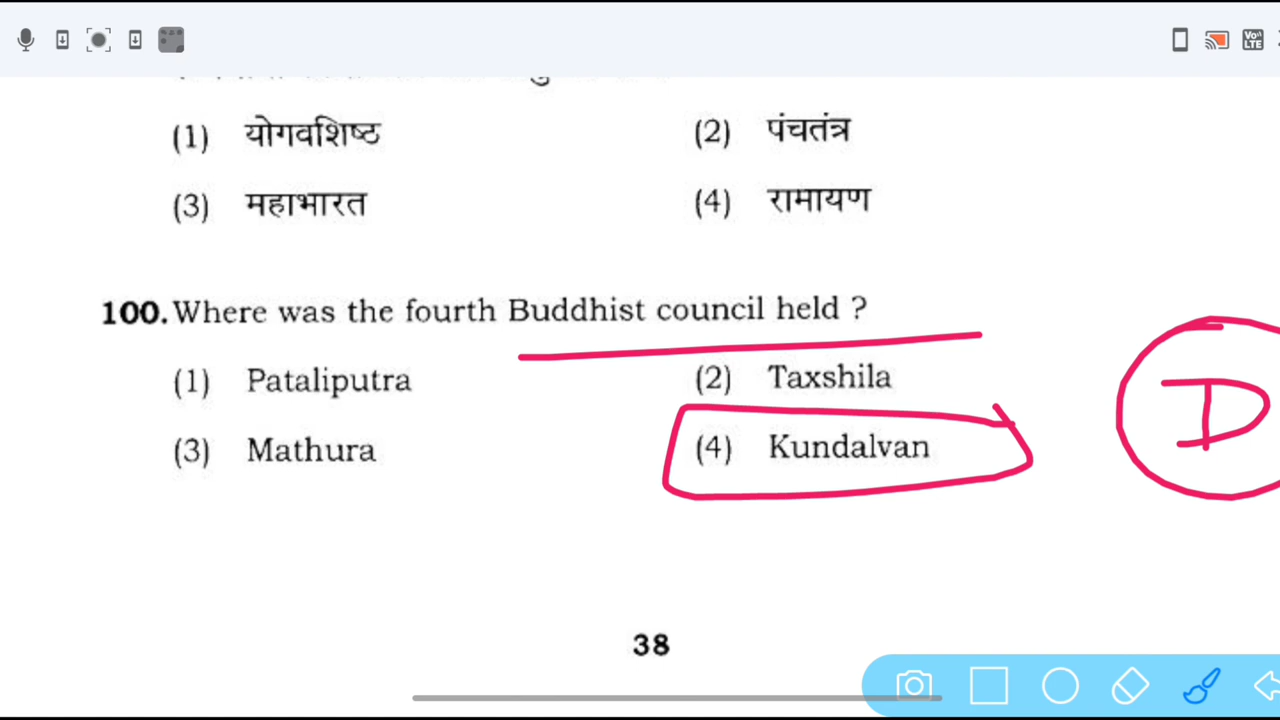 (1) योगवशिष्ठ (2) पंचतंत्र
(3) महाभारत (4) रामायण
100. Where was the fourth Buddhist council held ?
(1) Pataliputra (2) Taxshila
(3) Mathura (4) Kundalvan
D
38